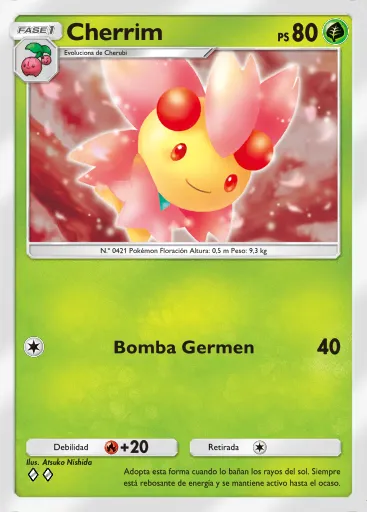 FASE 1
Cherrim
PS 80
Evoluciona de Cherubi
N.º 0421 Pokémon Floración Altura: 0,5 m Peso: 9,3 kg
Bomba Germen 40
Debilidad +20 Retirada
Ilus. Atsuko Nishida
Adopta esta forma cuando lo bañan los rayos del sol. Siempre
está rebosante de energía y se mantiene activo hasta el ocaso.